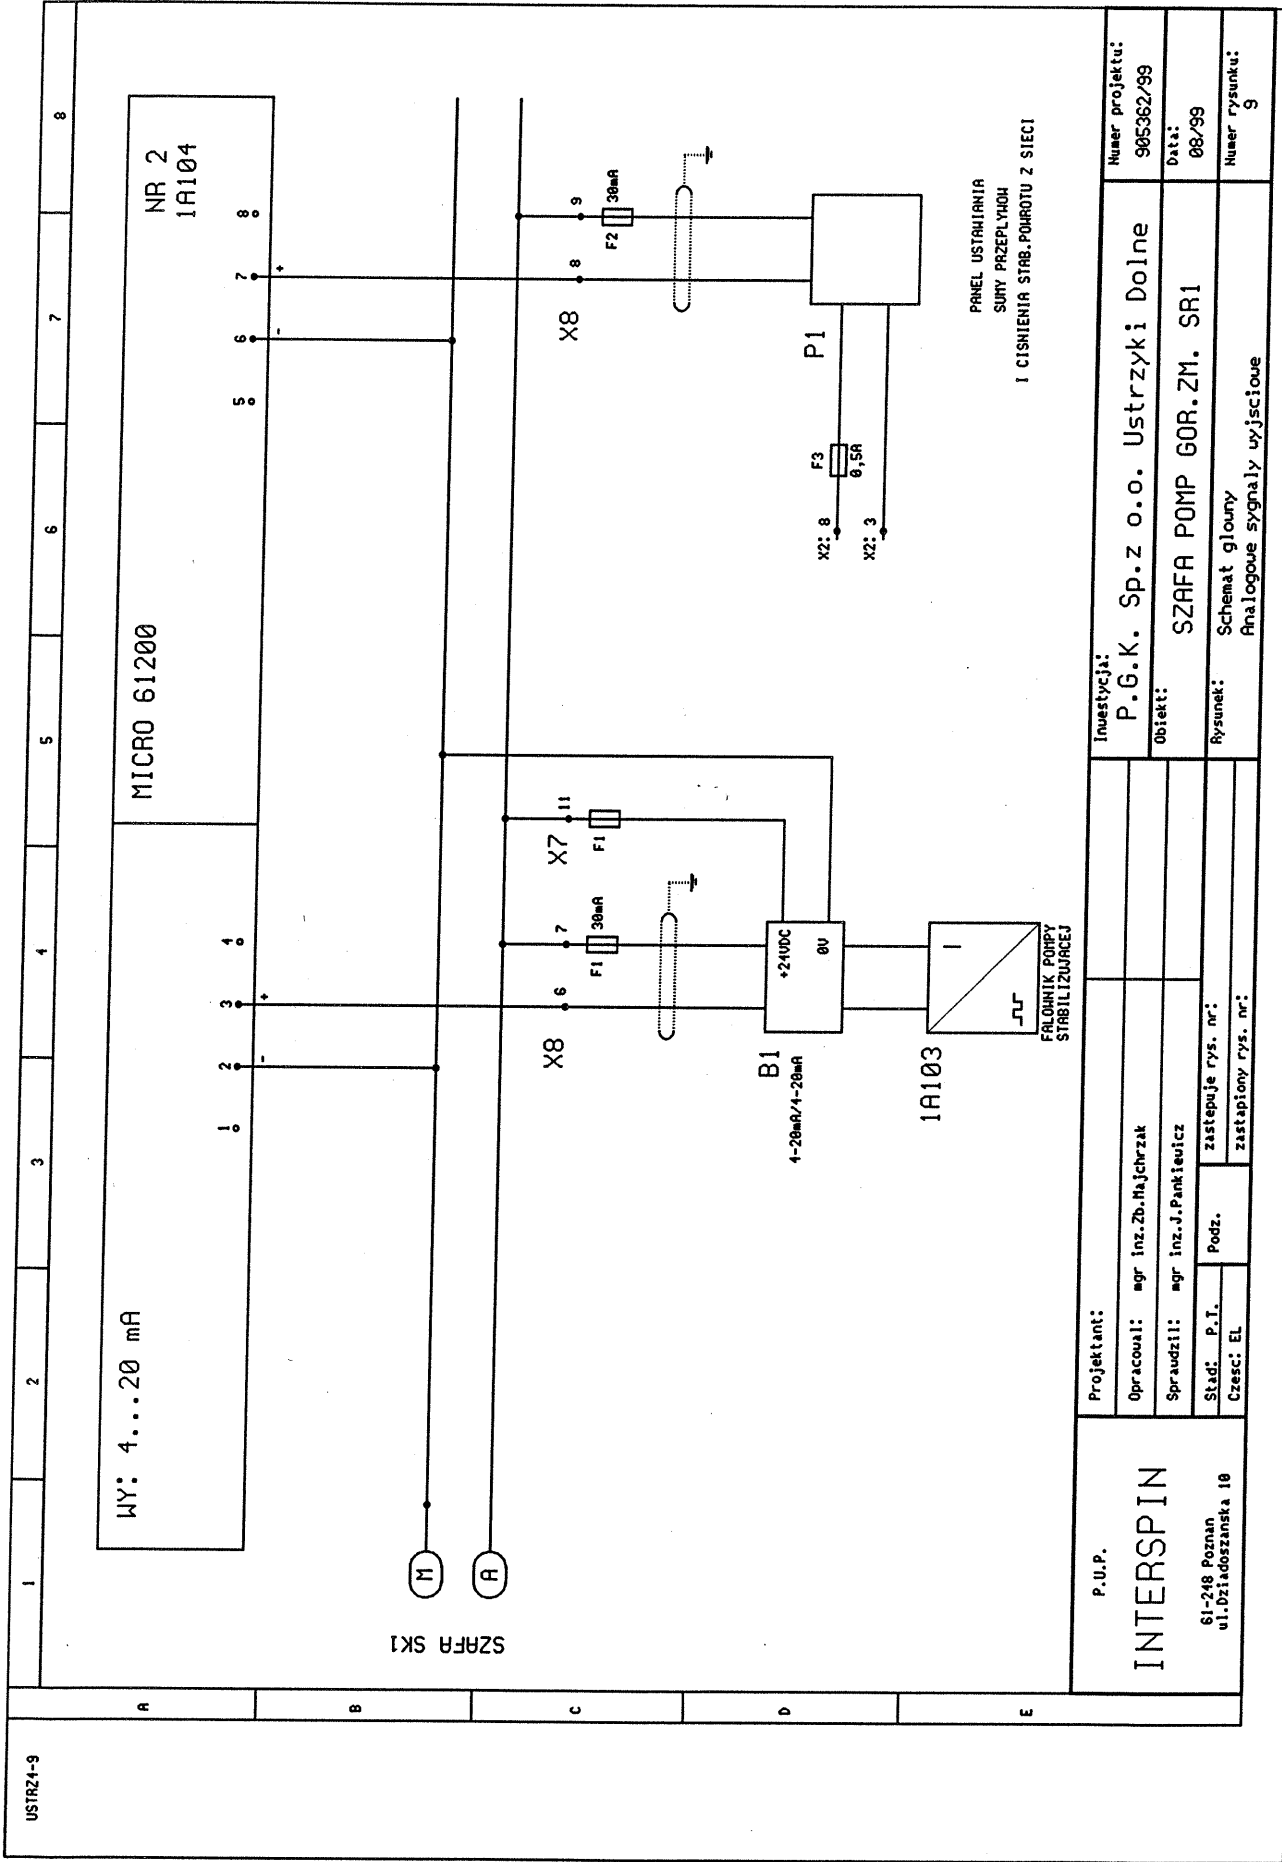 USTRZ4-9
1 2 3 4 5 6 7 8
A
B
C
D
E
WY: 4...20 mA
MICRO 61200
NR 2
1A104
1 2 3 4 5 6 7 8
- + - +
SZAFA SK1
M
A
X8 6 7
F1 30mA
X7 11
F1
X8 8 9
F2 30mA
B1
4-20mA/4-20mA
+24VDC
0V
1A103
FALOWNIK POMPY
STABILIZUJACEJ
P1
F3
0,5A
X2: 8
X2: 3
PANEL USTAWIANIA
SUMY PRZEPLYWOW
I CISNIENIA STAB.POWROTU Z SIECI
P.U.P.
INTERSPIN
61-248 Poznan
ul.Dziadoszanska 10
Projektant:
Opracowal: mgr inz.Zb.Majchrzak
Sprawdzil: mgr inz.J.Pankiewicz
Stad: P.T.
Czesc: EL
Podz.
zastepuje rys. nr:
zastapiony rys. nr:
Inwestycja:
P.G.K. Sp.z o.o. Ustrzyki Dolne
Obiekt:
SZAFA POMP GOR.ZM. SR1
Rysunek:
Schemat glowny
Analogowe sygnaly wyjsciowe
Numer projektu:
905362/99
Data:
08/99
Numer rysunku:
9